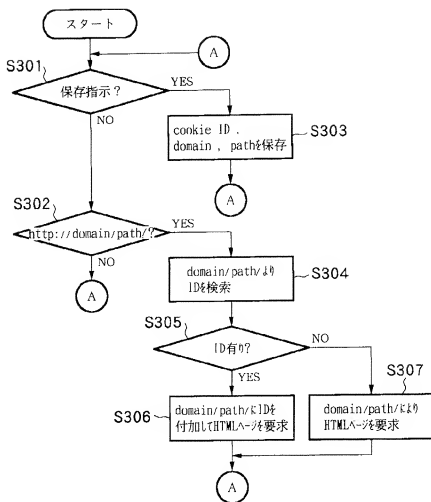 スタート
A
S301
保存指示?
YES
NO
cookie ID ,
domain , pathを保存
S303
A
S302
http://domain/path/?
YES
NO
A
domain/path/より
IDを検索
S304
S305
ID有り?
NO
YES
S306
domain/path/にIDを
付加してHTMLページを要求
S307
domain/path/により
HTMLページを要求
A